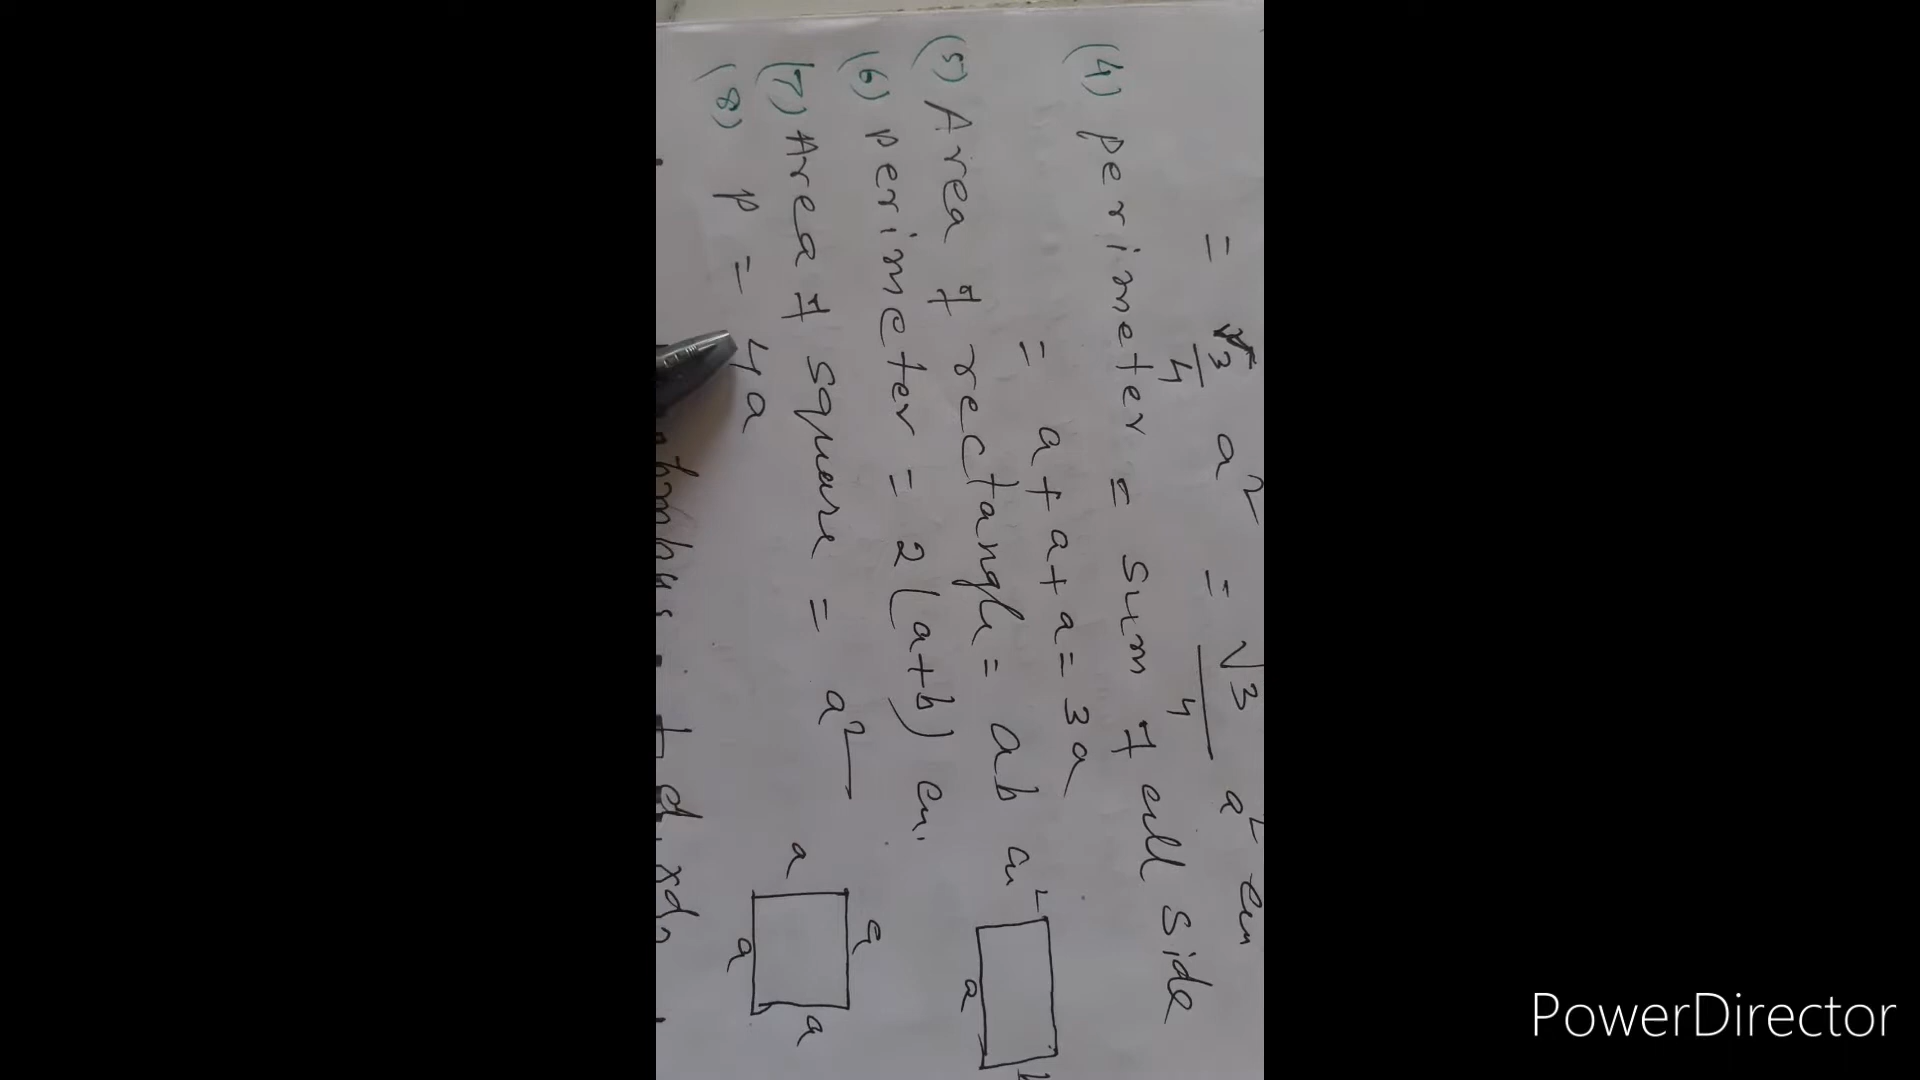 = √3/4 a² = √3/4 a² cm
(4) perimeter = sum of all side
= a + a + a = 3a
(5) Area of rectangle = ab cm²
a
b
(6) perimeter = 2(a+b) cm.
(7) Area of square = a²
a
a
a
a
(8) P = 4a
d₁xd₂
PowerDirector